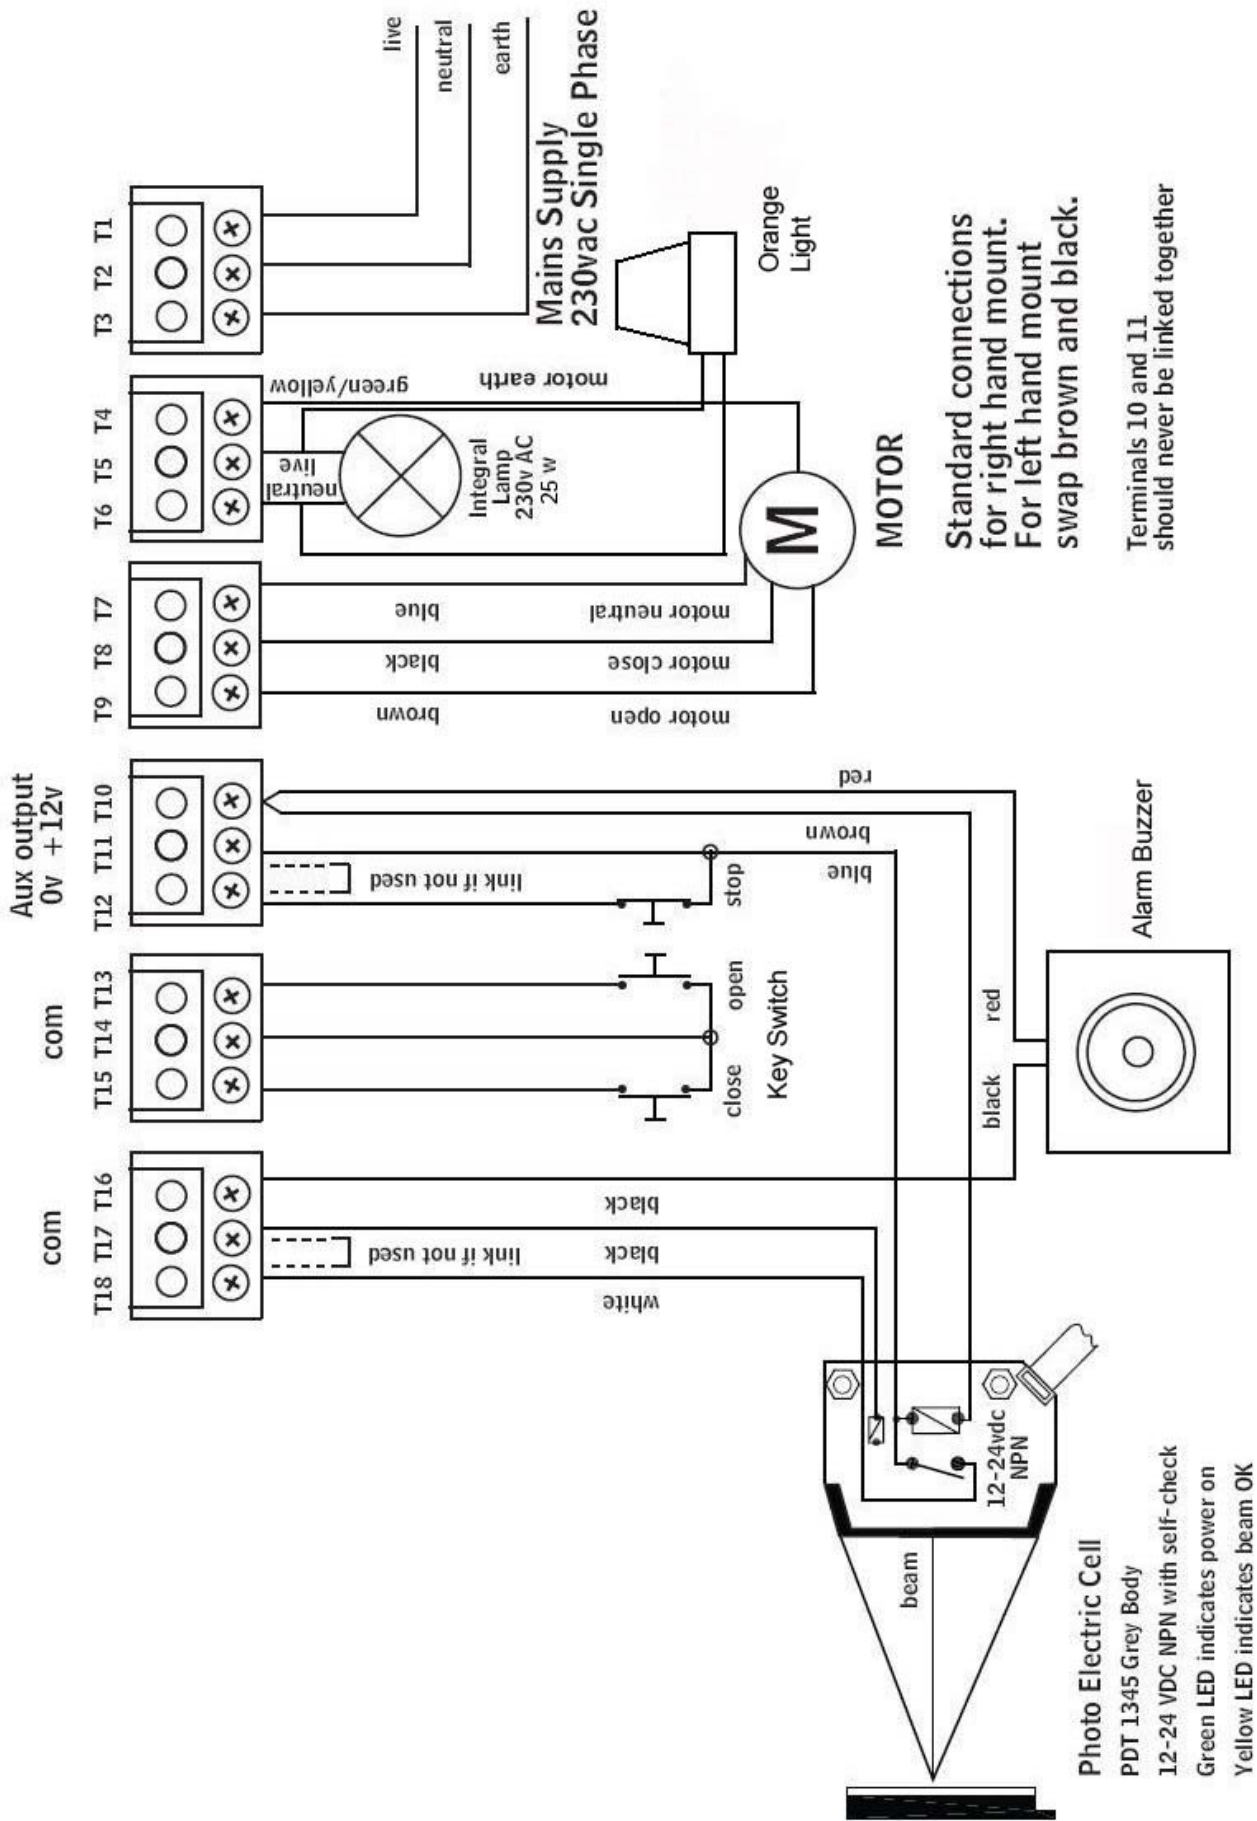 Aux output
0v +12v
com
com
T18 T17 T16
T15 T14 T13
T12 T11 T10
T9 T8 T7
T6 T5 T4
T3 T2 T1
live
neutral
earth
Mains Supply
230vac Single Phase
green/yellow
motor earth
live
neutral
Integral
Lamp
230v AC
25 w
Orange
Light
blue
motor neutral
black
motor close
brown
motor open
M
MOTOR
Standard connections
for right hand mount.
For left hand mount
swap brown and black.
Terminals 10 and 11
should never be linked together
red
brown
blue
link if not used
stop
open
close
Key Switch
black
red
Alarm Buzzer
black
link if not used
black
white
12-24vdc
NPN
beam
Photo Electric Cell
PDT 1345 Grey Body
12-24 VDC NPN with self-check
Green LED indicates power on
Yellow LED indicates beam OK